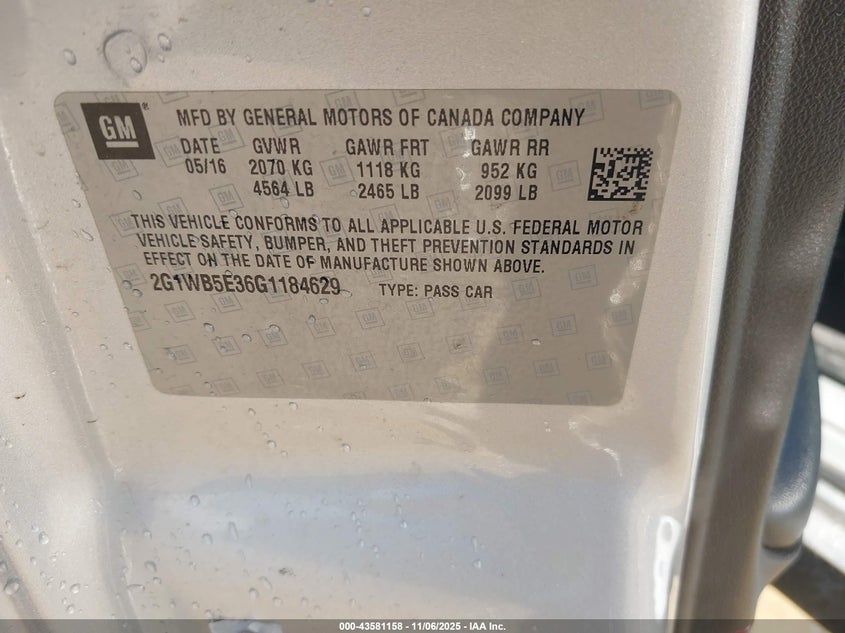 GM ® MFD BY GENERAL MOTORS OF CANADA COMPANY
DATE GVWR GAWR FRT GAWR RR
05/16 2070 KG 1118 KG 952 KG
4564 LB 2465 LB 2099 LB
THIS VEHICLE CONFORMS TO ALL APPLICABLE U.S. FEDERAL MOTOR
VEHICLE SAFETY, BUMPER, AND THEFT PREVENTION STANDARDS IN
EFFECT ON THE DATE OF MANUFACTURE SHOWN ABOVE.
2G1WB5E36G1184629 TYPE: PASS CAR
000-43581158 - 11/06/2025 - IAA Inc.